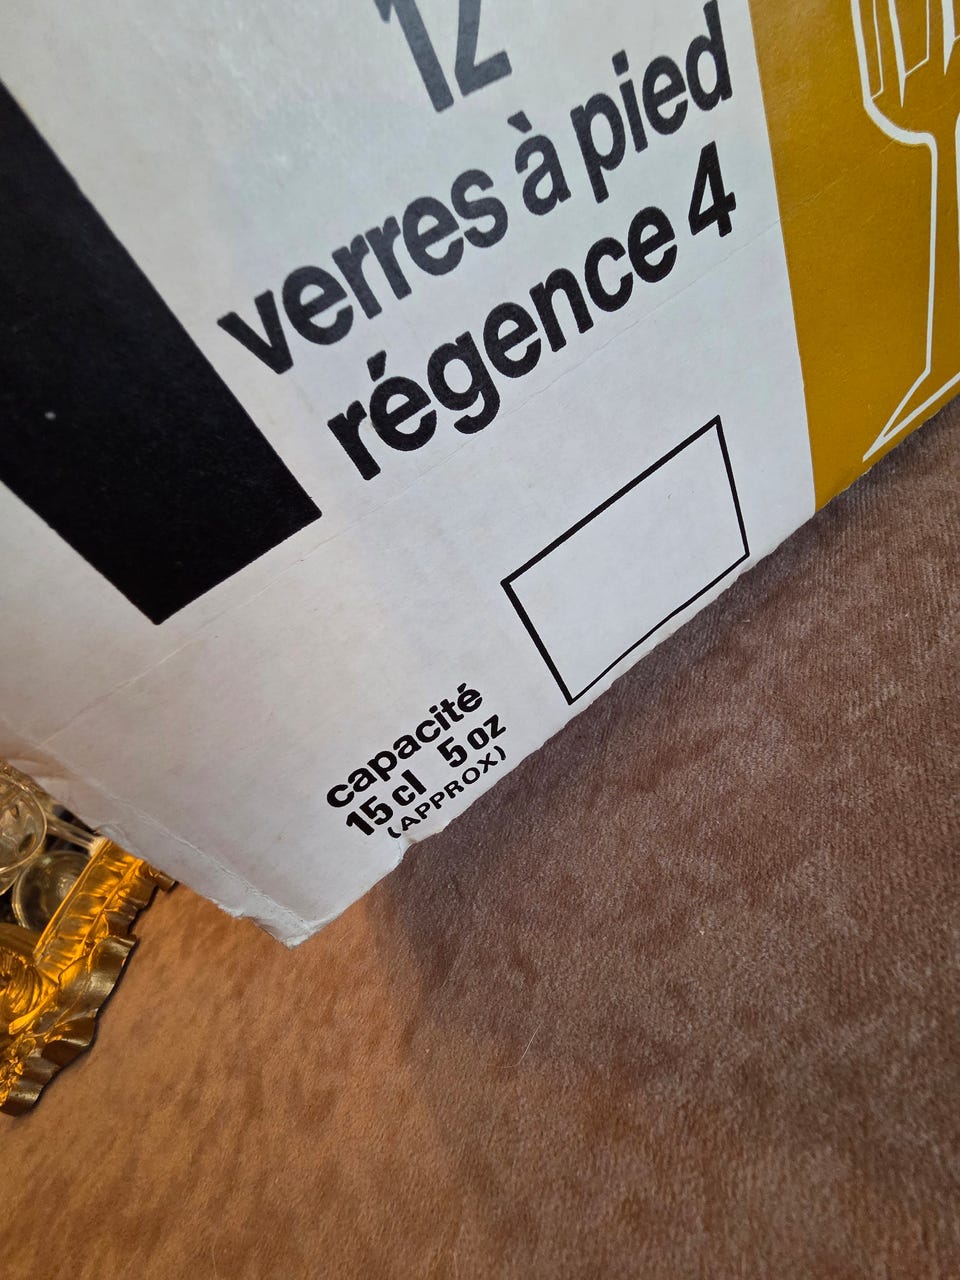 12
verres à pied
régence 4
capacité
15 cl 5 oz
(APPROX)